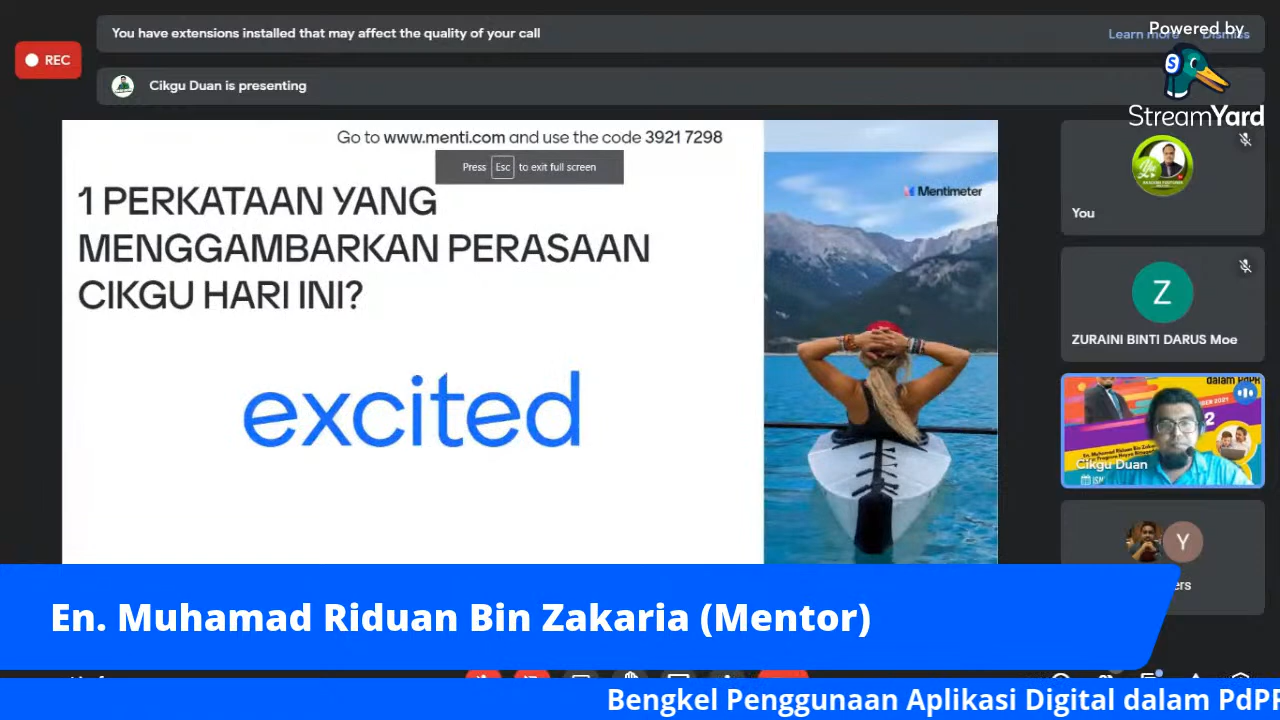 You have extensions installed that may affect the quality of your call
Learn more
Dismiss
Powered by
StreamYard
REC
Cikgu Duan is presenting
Go to www.menti.com and use the code 3921 7298
Press Esc to exit full screen
Mentimeter
1 PERKATAAN YANG
MENGGAMBARKAN PERASAAN
CIKGU HARI INI?
excited
You
Z
ZURAINI BINTI DARUS Moe
dalam PdPR
2
Cikgu Duan
Y
En. Muhamad Riduan Bin Zakaria (Mentor)
Bengkel Penggunaan Aplikasi Digital dalam PdPR